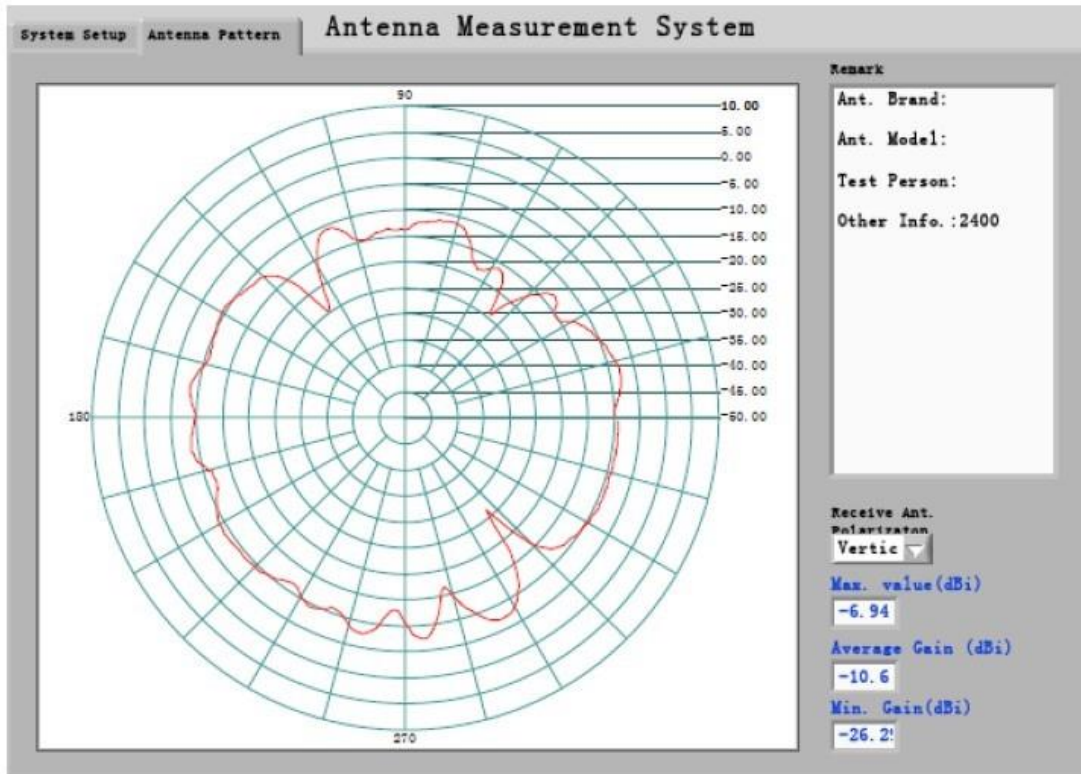 System Setup
Antenna Pattern
Antenna Measurement System
90
180
270
10.00
5.00
0.00
-5.00
-10.00
-15.00
-20.00
-25.00
-30.00
-35.00
-40.00
-45.00
-50.00
Remark
Ant. Brand:
Ant. Model:
Test Person:
Other Info.:2400
Receive Ant.
Polarizaton
Vertic
Max. value(dBi)
-6.94
Average Gain (dBi)
-10.6
Min. Gain(dBi)
-26.2